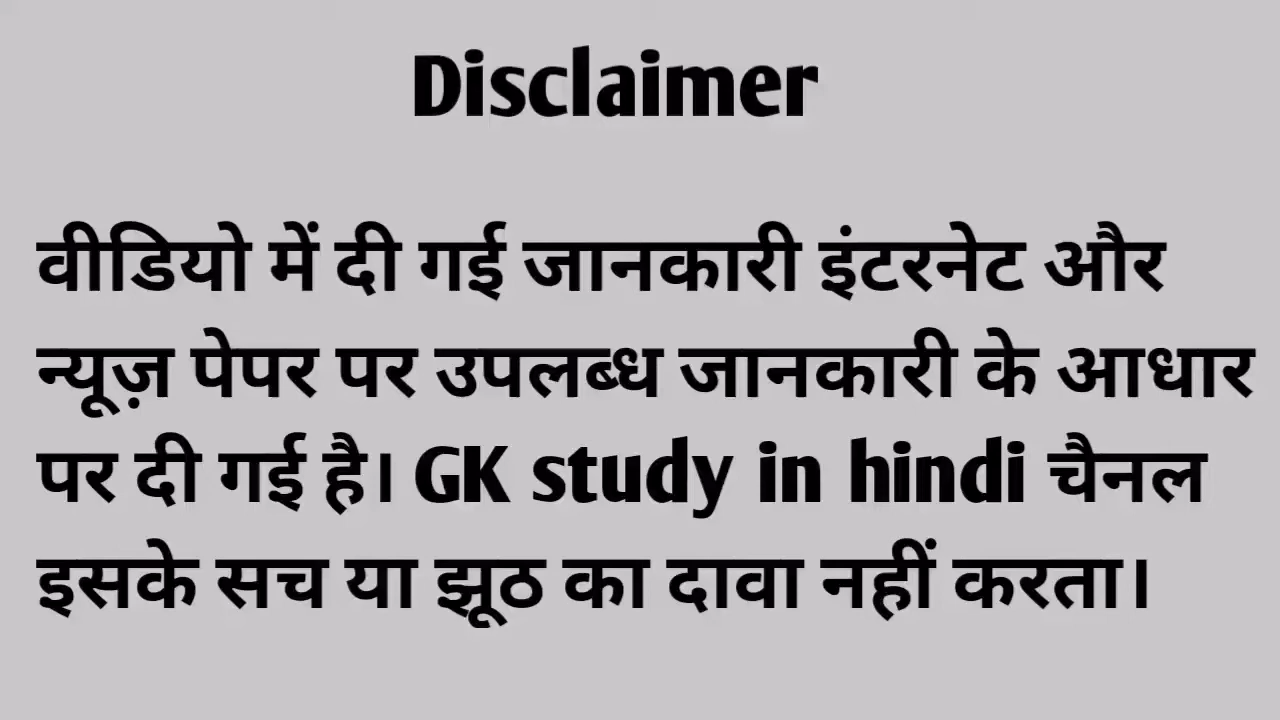 Disclaimer
वीडियो में दी गई जानकारी इंटरनेट और
न्यूज़ पेपर पर उपलब्ध जानकारी के आधार
पर दी गई है। GK study in hindi चैनल
इसके सच या झूठ का दावा नहीं करता।